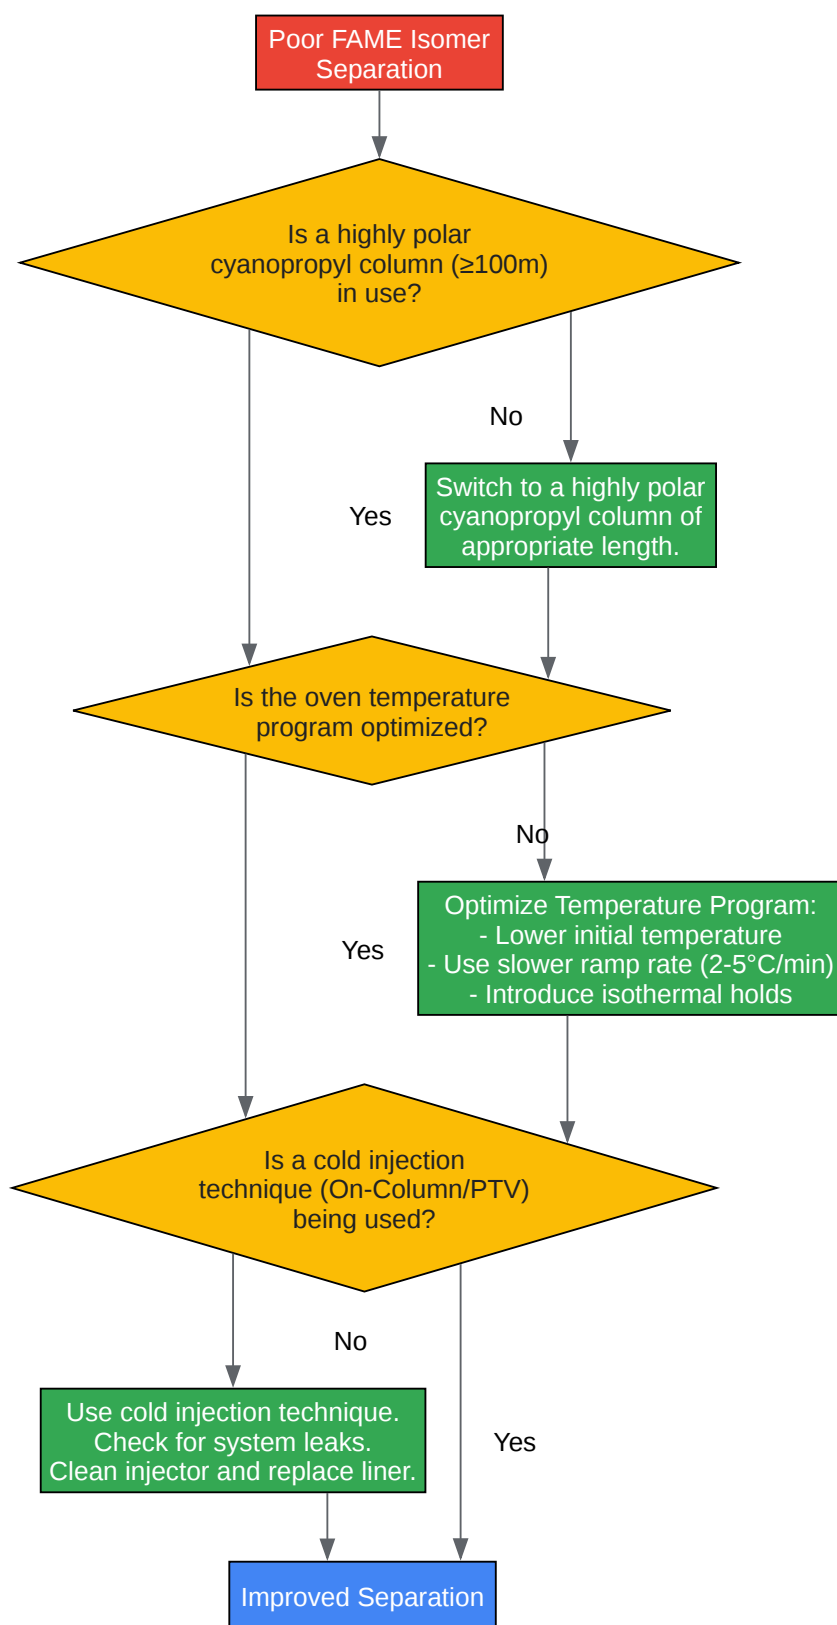 Poor FAME Isomer
Separation
Is a highly polar
cyanopropyl column (≥100m)
in use?
No
Switch to a highly polar
cyanopropyl column of
appropriate length.
Yes
Is the oven temperature
program optimized?
No
Optimize Temperature Program:
- Lower initial temperature
- Use slower ramp rate (2-5°C/min)
- Introduce isothermal holds
Yes
Is a cold injection
technique (On-Column/PTV)
being used?
No
Use cold injection technique.
Check for system leaks.
Clean injector and replace liner.
Yes
Improved Separation